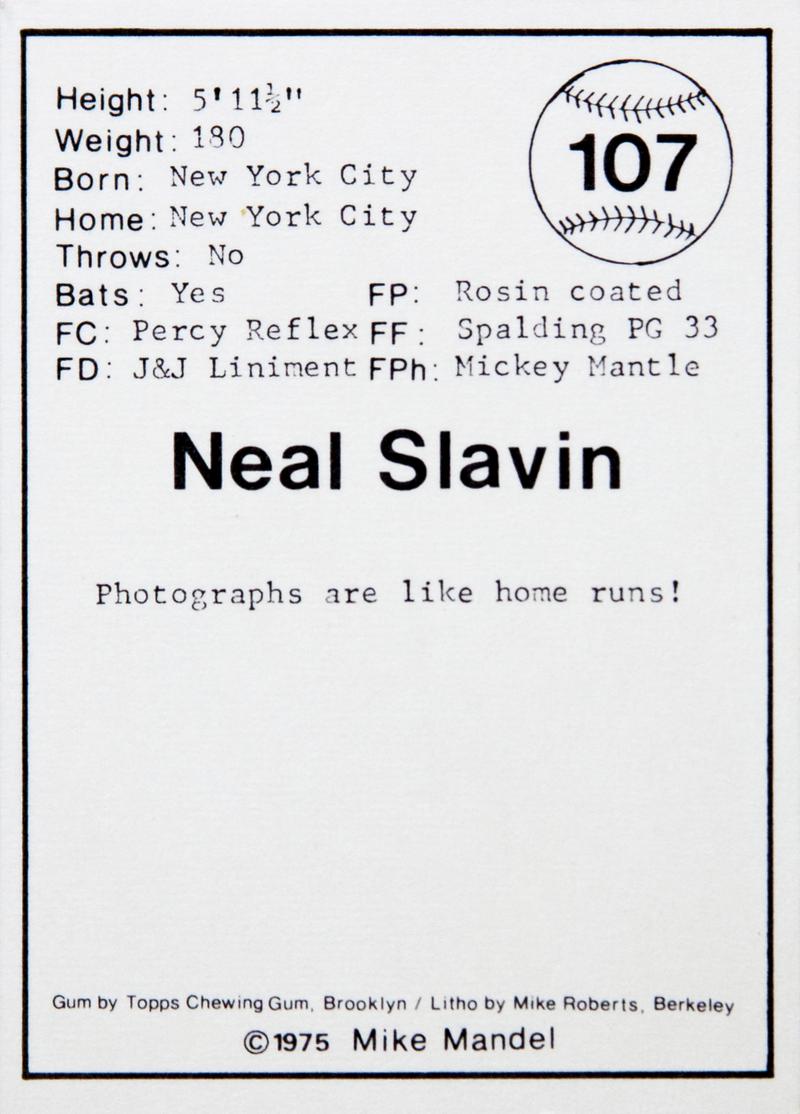 Height: 5'11½"
107
Weight: 180
Born: New York City
Home: New York City
Throws: No
Bats: Yes FP: Rosin coated
FC: Percy Reflex FF: Spalding PG 33
FD: J&J Liniment FPh: Mickey Mantle
Neal Slavin
Photographs are like home runs!
Gum by Topps Chewing Gum, Brooklyn / Litho by Mike Roberts, Berkeley
©1975 Mike Mandel